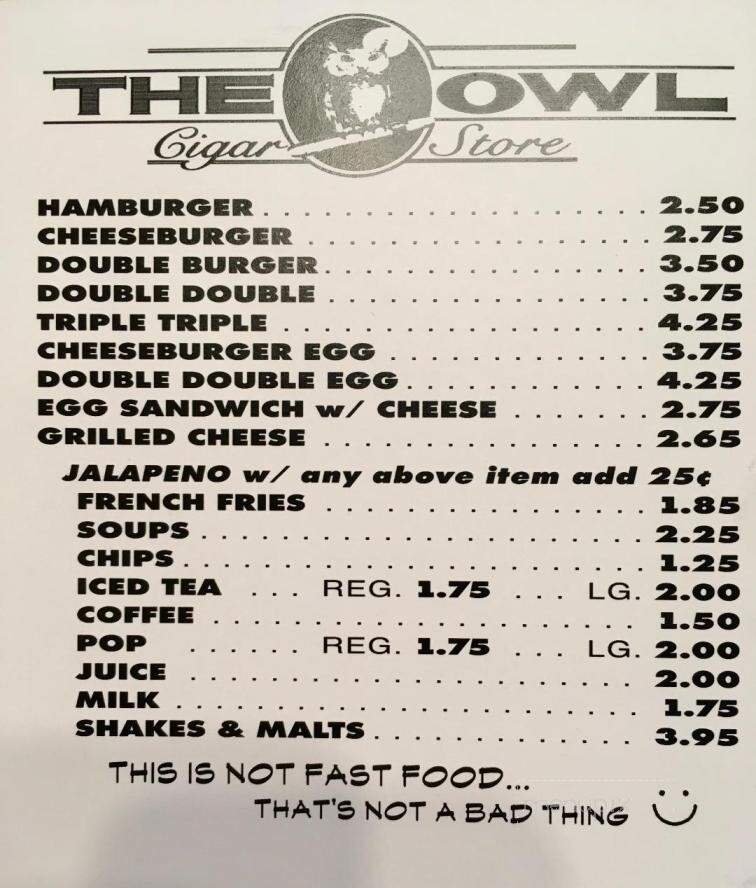 THE OWL
Cigar Store
HAMBURGER . . . . . . . . . . . . . . . . . . . . 2.50
CHEESEBURGER . . . . . . . . . . . . . . . . . . 2.75
DOUBLE BURGER . . . . . . . . . . . . . . . . . 3.50
DOUBLE DOUBLE . . . . . . . . . . . . . . . . . 3.75
TRIPLE TRIPLE . . . . . . . . . . . . . . . . . . . 4.25
CHEESEBURGER EGG . . . . . . . . . . . . . . 3.75
DOUBLE DOUBLE EGG . . . . . . . . . . . . . 4.25
EGG SANDWICH w/ CHEESE . . . . . . . 2.75
GRILLED CHEESE . . . . . . . . . . . . . . . . . 2.65
JALAPENO w/ any above item add 25¢
FRENCH FRIES . . . . . . . . . . . . . . . . . 1.85
SOUPS . . . . . . . . . . . . . . . . . . . . . . . 2.25
CHIPS . . . . . . . . . . . . . . . . . . . . . . . . 1.25
ICED TEA . . . REG. 1.75 . . . LG. 2.00
COFFEE . . . . . . . . . . . . . . . . . . . . . . 1.50
POP . . . . . . REG. 1.75 . . . LG. 2.00
JUICE . . . . . . . . . . . . . . . . . . . . . . . . 2.00
MILK . . . . . . . . . . . . . . . . . . . . . . . . 1.75
SHAKES & MALTS . . . . . . . . . . . . . . 3.95
THIS IS NOT FAST FOOD...
THAT'S NOT A BAD THING